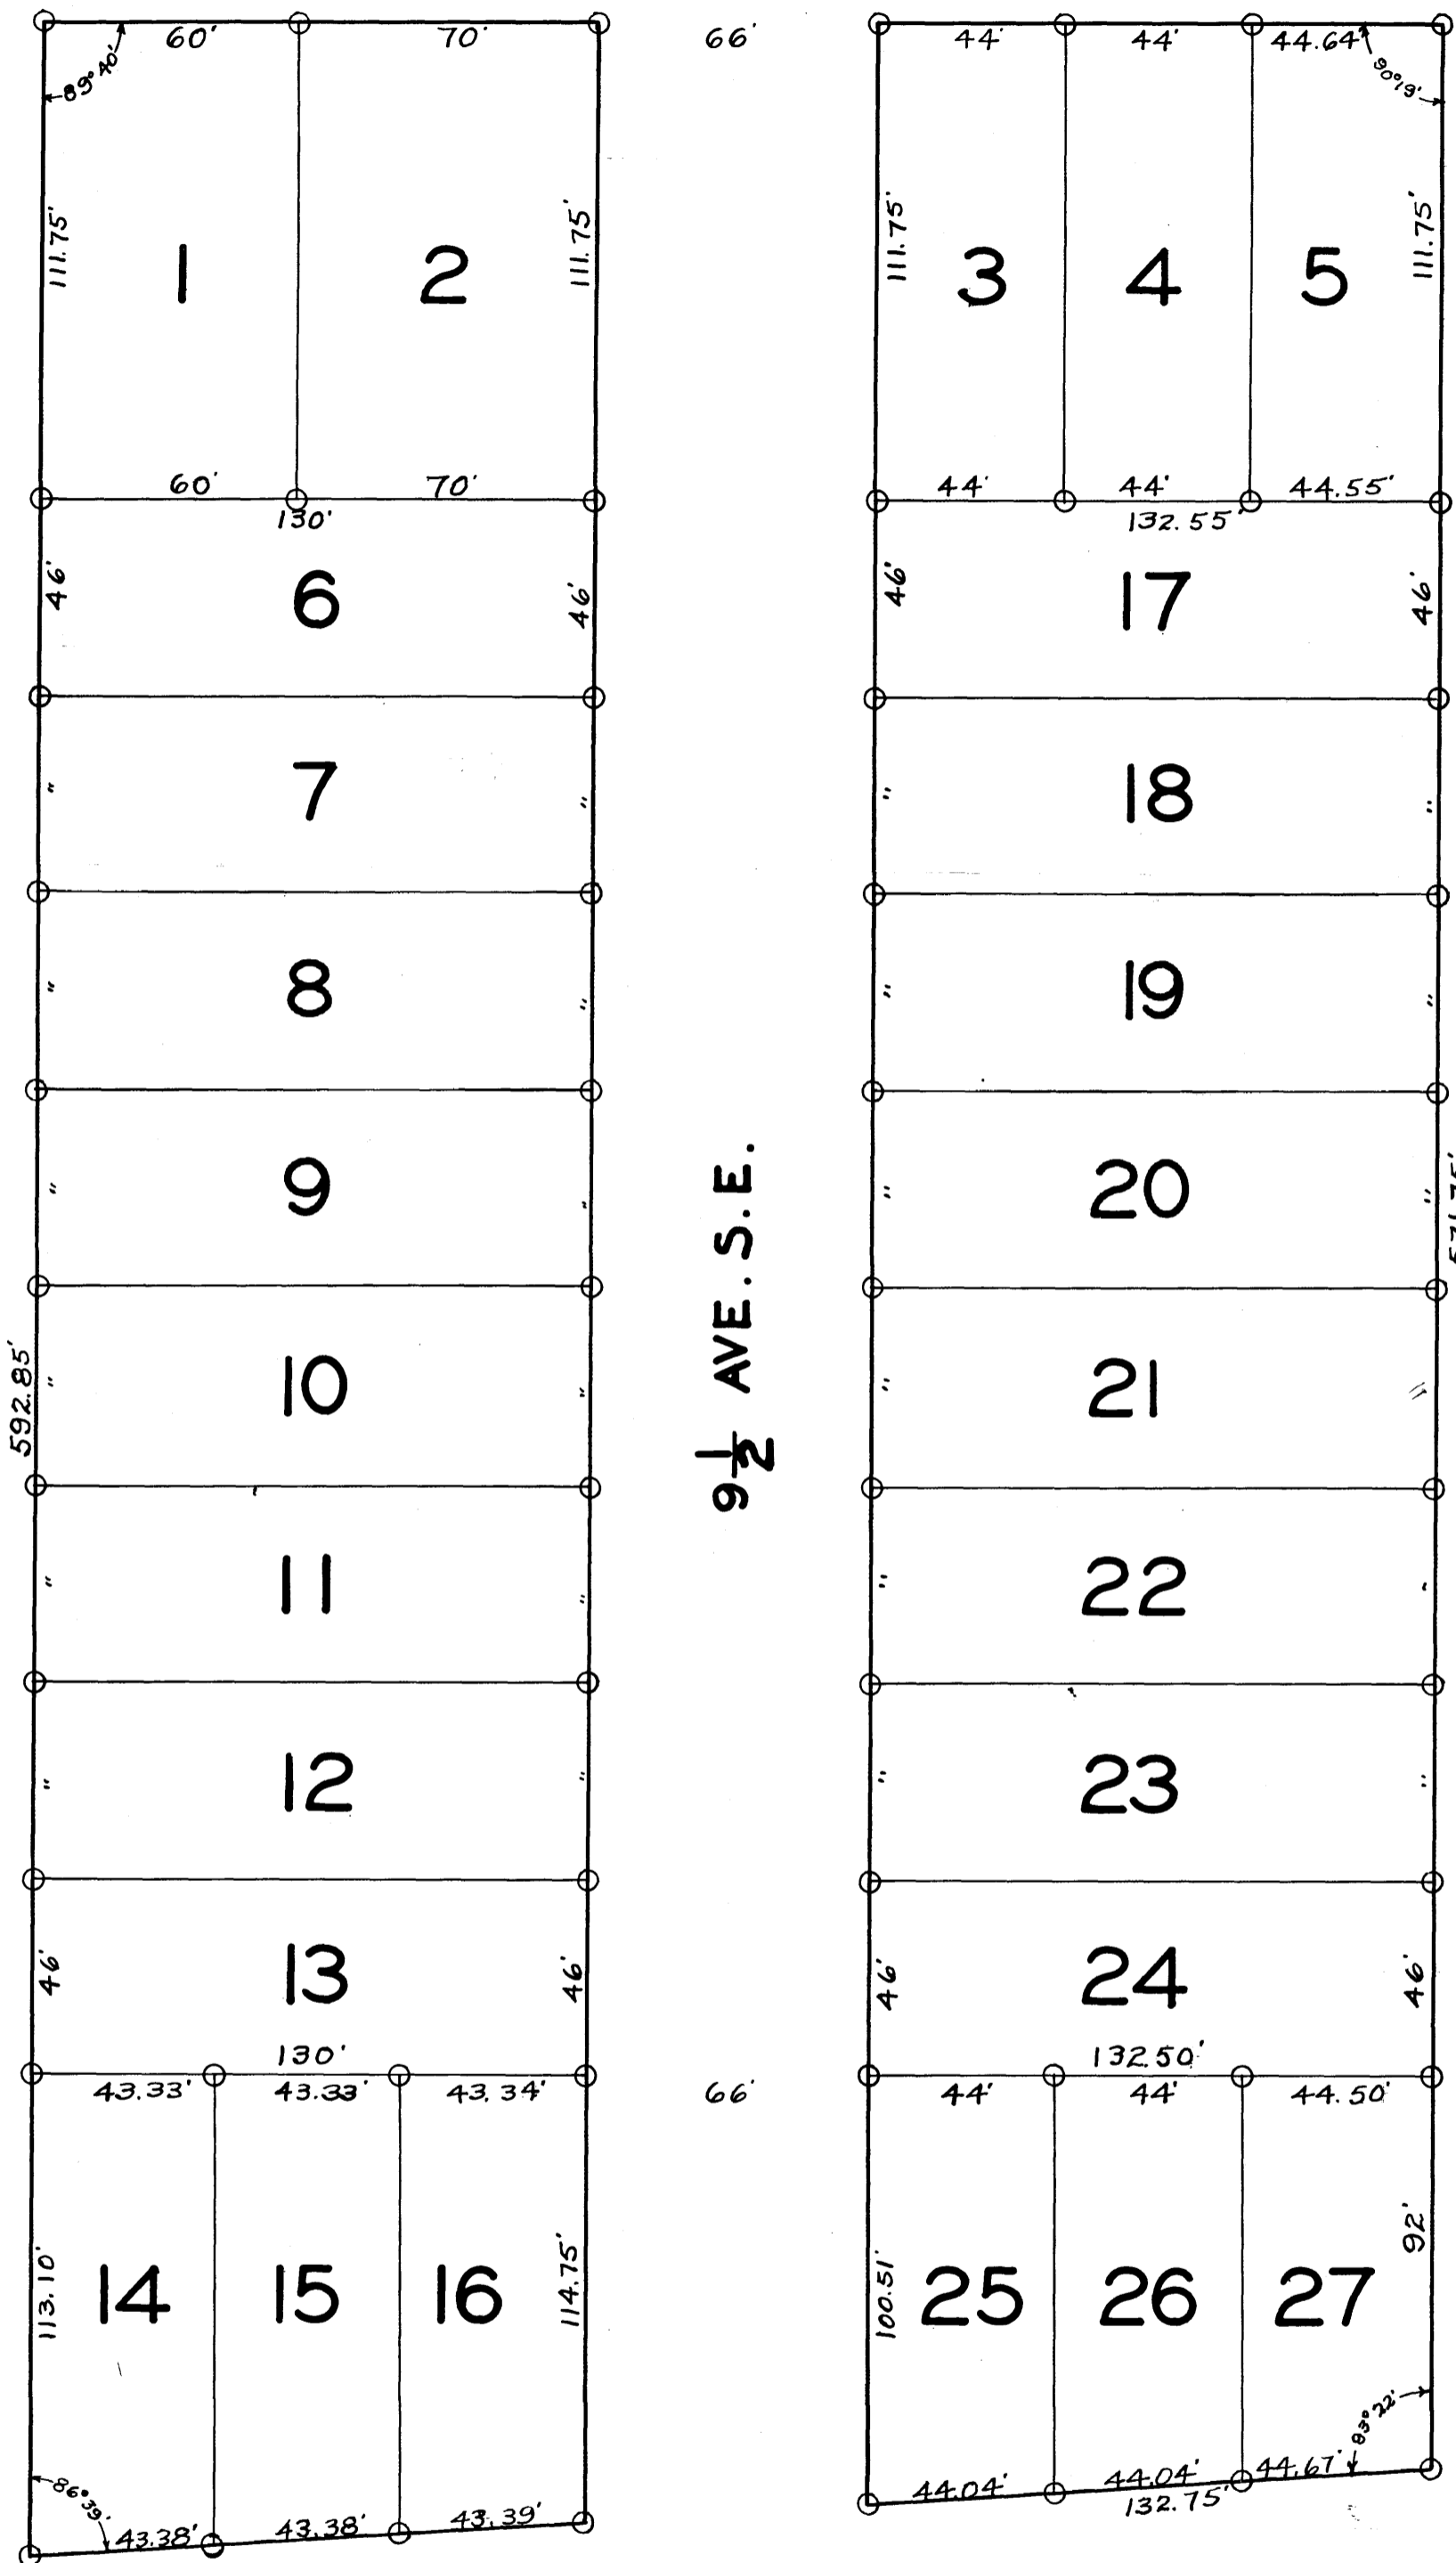 60' 70' 66' 44' 44' 44.64'
89°40' 90°19'
111.75' 111.75' 111.75' 111.75'
1 2 3 4 5
60' 70' 44' 44' 44.55'
130' 132.55'
46' 6 46' 46' 17 46'
" 7 " " 18 "
" 8 " " 19 "
" 9 " " 20 "
592.85'
" 10 " " 21 "
9½ AVE. S.E.
" 11 " " 22 "
" 12 " " 23 "
46' 13 46' 46' 24 46'
130' 132.50'
43.33' 43.33' 43.34' 66' 44' 44' 44.50'
113.10' 114.75' 100.51' 92'
14 15 16 25 26 27
86°39' 93°22'
43.38' 43.38' 43.39' 44.04' 44.04' 44.67'
132.75'